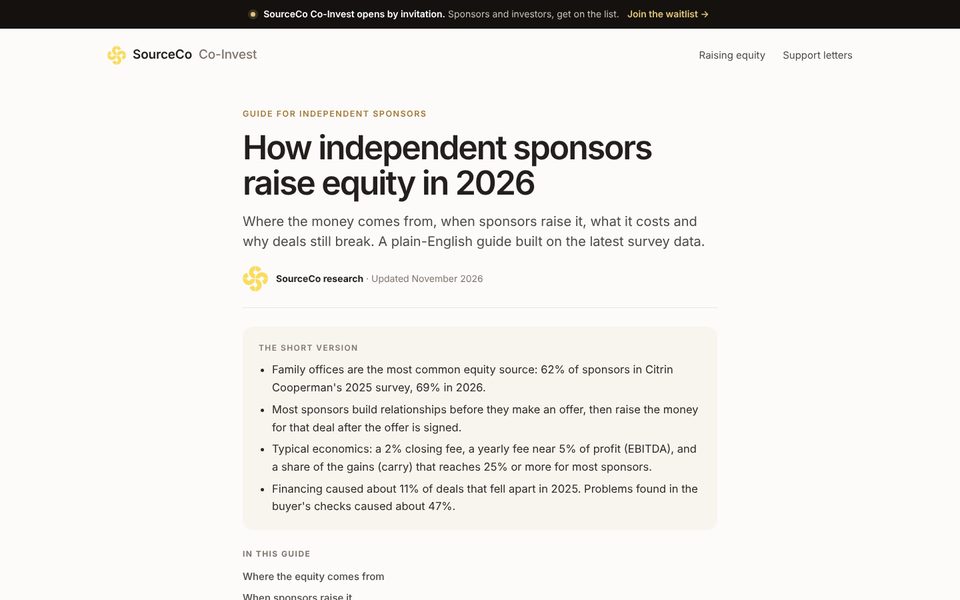 SourceCo Co-Invest opens by invitation. Sponsors and investors, get on the list. Join the waitlist →
SourceCo Co-Invest
Raising equity Support letters
GUIDE FOR INDEPENDENT SPONSORS
How independent sponsors
raise equity in 2026
Where the money comes from, when sponsors raise it, what it costs and
why deals still break. A plain-English guide built on the latest survey data.
SourceCo research · Updated November 2026
THE SHORT VERSION
• Family offices are the most common equity source: 62% of sponsors in Citrin
Cooperman's 2025 survey, 69% in 2026.
• Most sponsors build relationships before they make an offer, then raise the money
for that deal after the offer is signed.
• Typical economics: a 2% closing fee, a yearly fee near 5% of profit (EBITDA), and
a share of the gains (carry) that reaches 25% or more for most sponsors.
• Financing caused about 11% of deals that fell apart in 2025. Problems found in the
buyer's checks caused about 47%.
IN THIS GUIDE
Where the equity comes from
When sponsors raise it